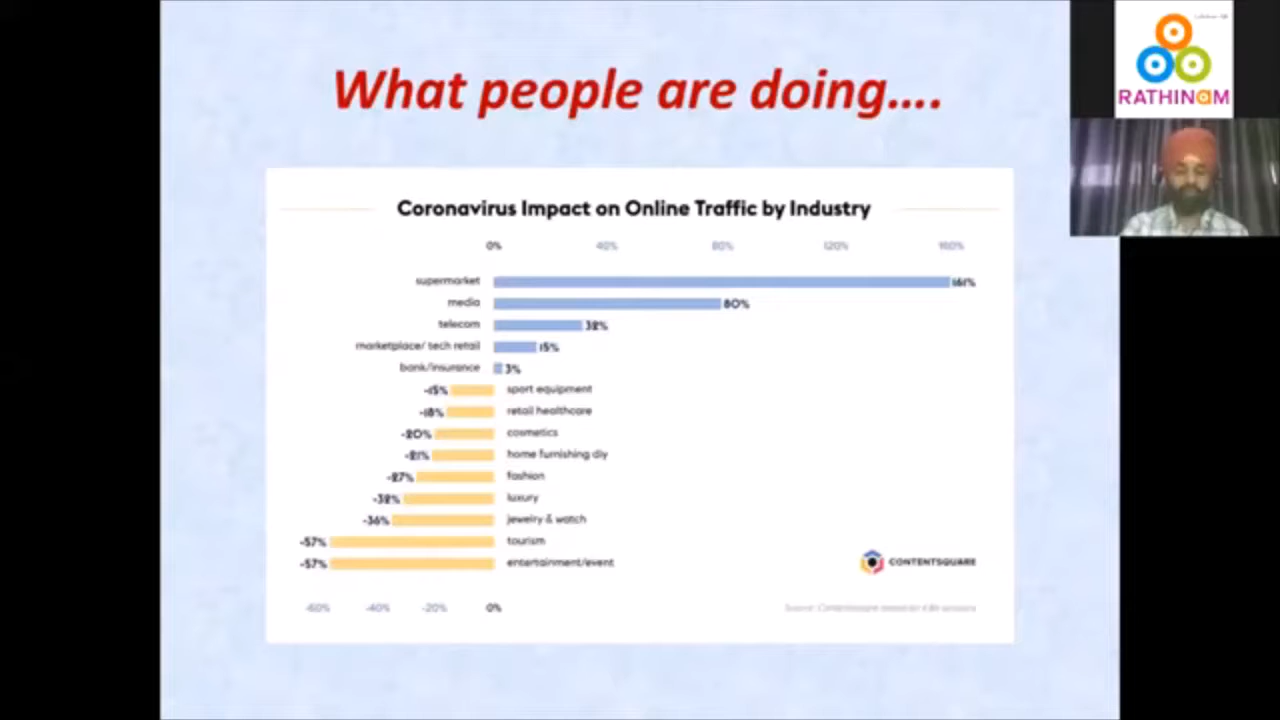 What people are doing....
RATHINAM
Coronavirus Impact on Online Traffic by Industry
0% 40% 80% 120% 160%
supermarket 161%
media 80%
telecom 32%
marketplace/ tech retail 15%
bank/insurance 3%
-15% sport equipment
-18% retail healthcare
-20% cosmetics
-21% home furnishing diy
-27% fashion
-32% luxury
-36% jewelry & watch
-57% tourism
-57% entertainment/event
CONTENTSQUARE
-60% -40% -20% 0%
Source: Contentsquare